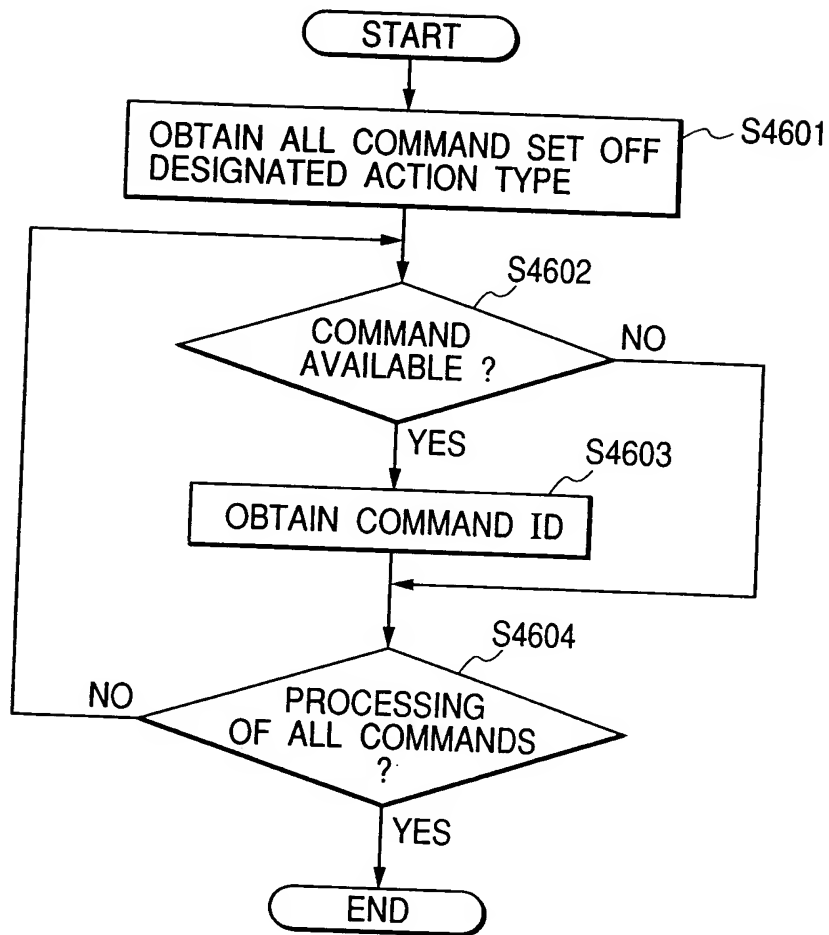 START
OBTAIN ALL COMMAND SET OFF
DESIGNATED ACTION TYPE
S4601
S4602
COMMAND
AVAILABLE ?
NO
YES
S4603
OBTAIN COMMAND ID
S4604
PROCESSING
OF ALL COMMANDS
?
NO
YES
END